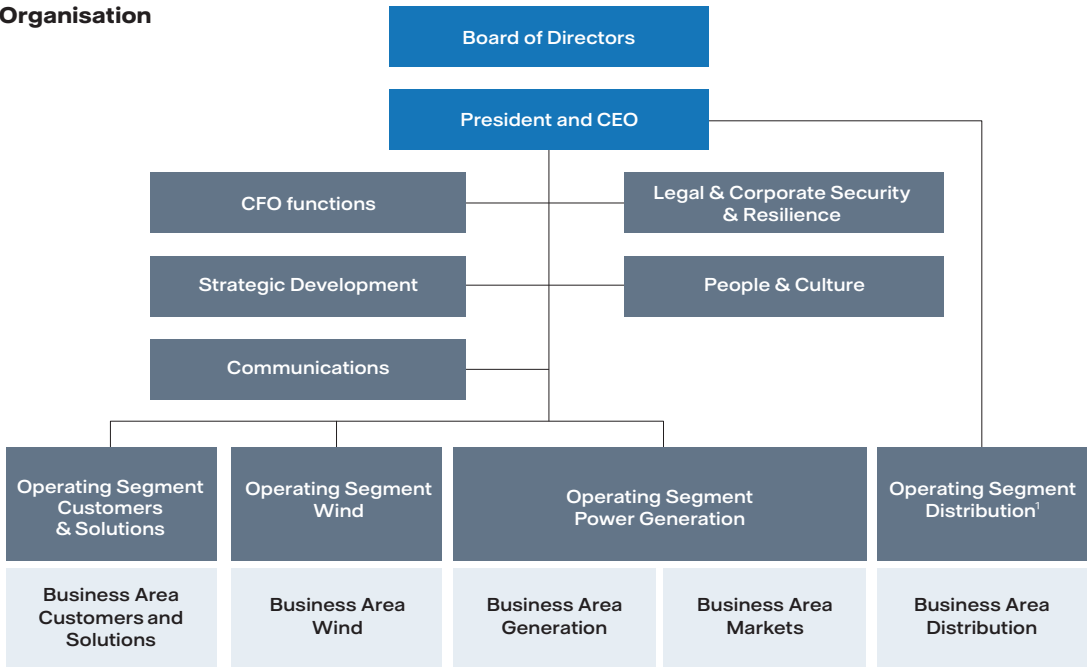 Organisation
Board of Directors
President and CEO
CFO functions
Legal & Corporate Security
& Resilience
Strategic Development
People & Culture
Communications
Operating Segment
Customers
& Solutions
Operating Segment
Wind
Operating Segment
Power Generation
Operating Segment
Distribution¹
Business Area
Customers and
Solutions
Business Area
Wind
Business Area
Generation
Business Area
Markets
Business Area
Distribution